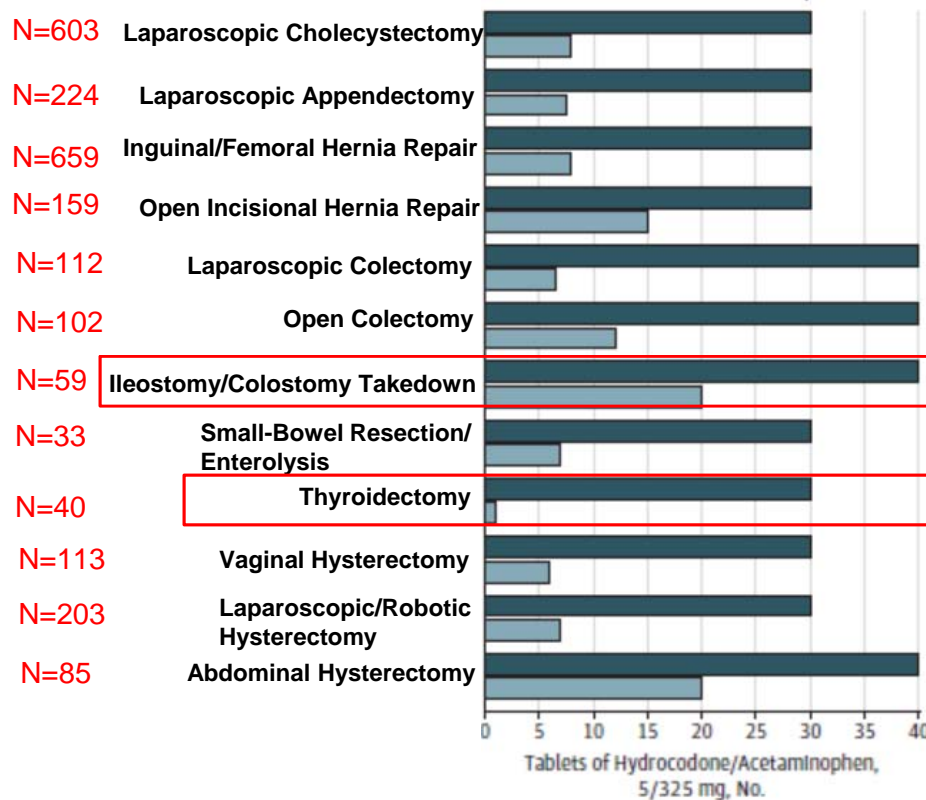 N=603 Laparoscopic Cholecystectomy
N=224 Laparoscopic Appendectomy
N=659 Inguinal/Femoral Hernia Repair
N=159 Open Incisional Hernia Repair
N=112 Laparoscopic Colectomy
N=102 Open Colectomy
N=59 Ileostomy/Colostomy Takedown
N=33 Small-Bowel Resection/
Enterolysis
N=40 Thyroidectomy
N=113 Vaginal Hysterectomy
N=203 Laparoscopic/Robotic
Hysterectomy
N=85 Abdominal Hysterectomy
0 5 10 15 20 25 30 35 40
Tablets of Hydrocodone/Acetaminophen,
5/325 mg, No.